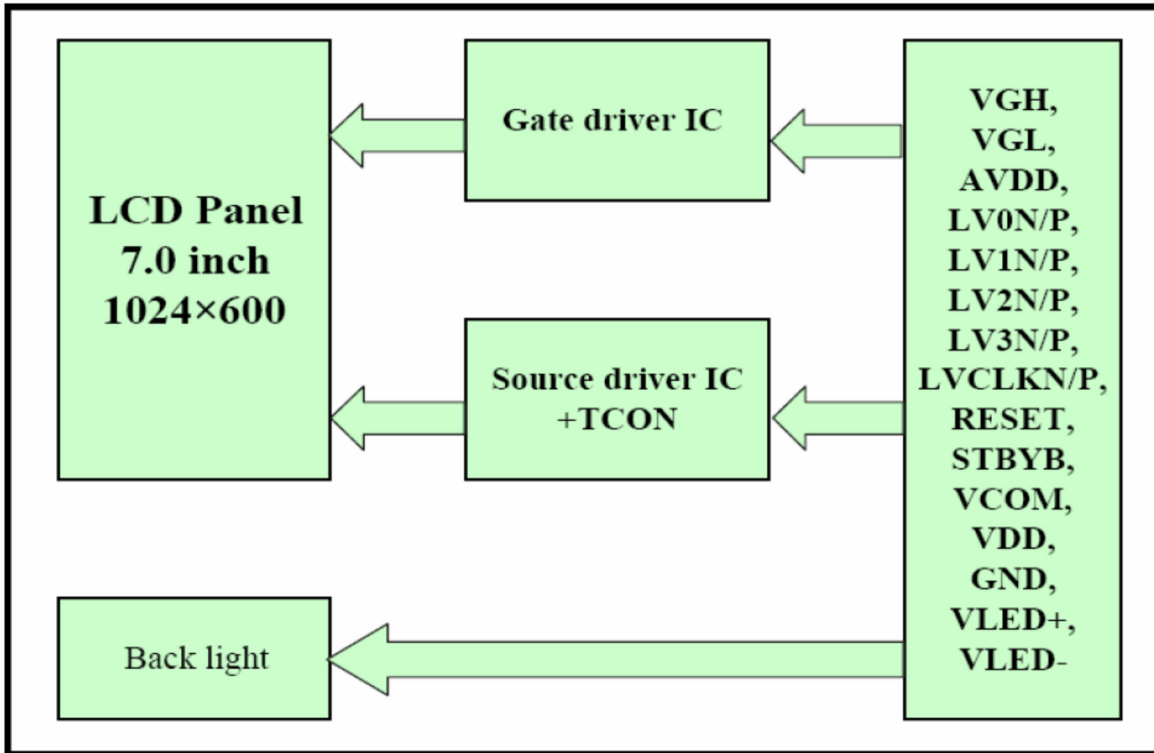 LCD Panel
7.0 inch
1024×600
Gate driver IC
Source driver IC
+TCON
Back light
VGH,
VGL,
AVDD,
LV0N/P,
LV1N/P,
LV2N/P,
LV3N/P,
LVCLKN/P,
RESET,
STBYB,
VCOM,
VDD,
GND,
VLED+,
VLED-